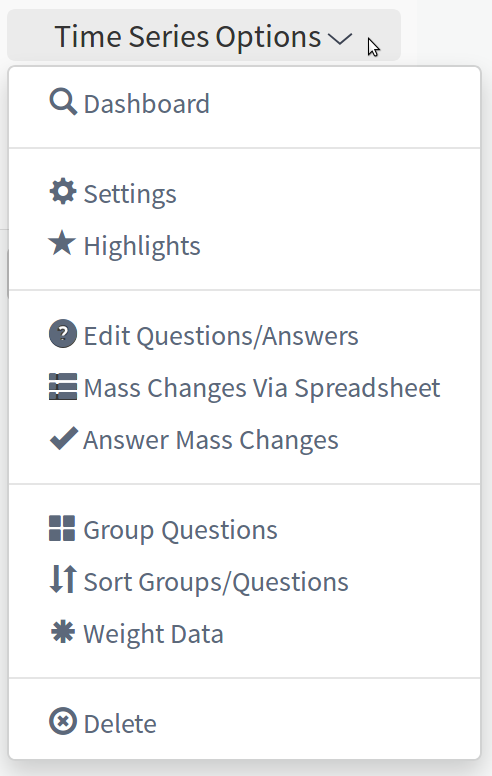 Time Series Options
Dashboard
Settings
Highlights
Edit Questions/Answers
Mass Changes Via Spreadsheet
Answer Mass Changes
Group Questions
Sort Groups/Questions
Weight Data
Delete